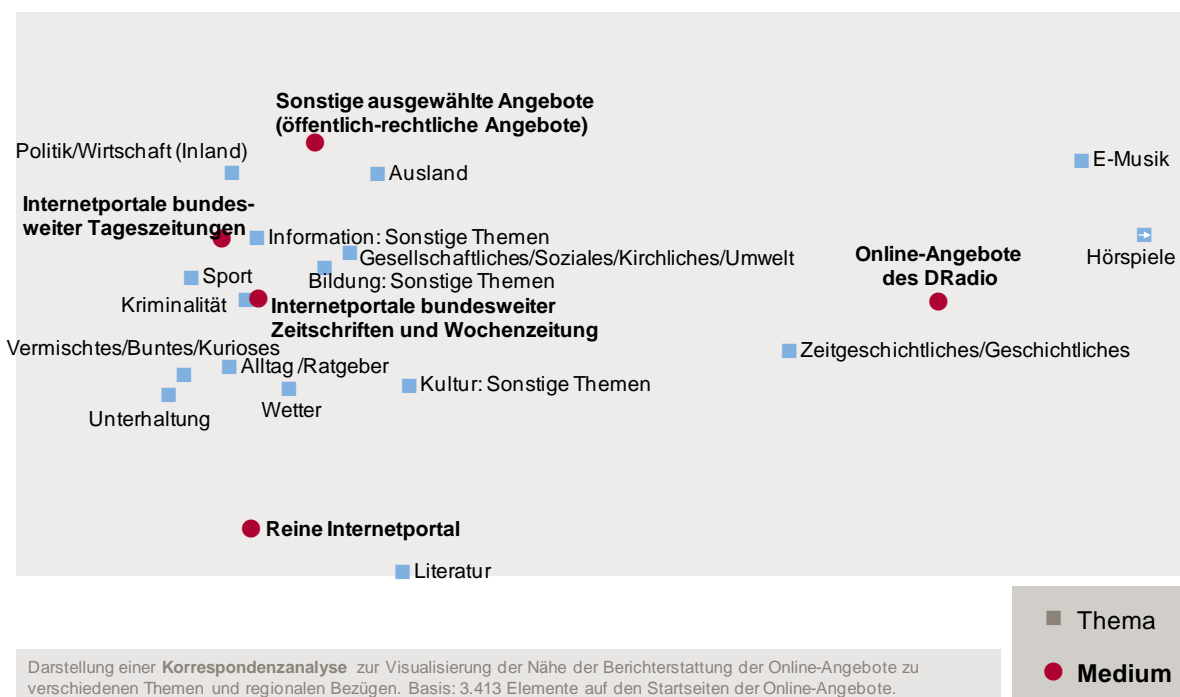 Sonstige ausgewählte Angebote
(öffentlich-rechtliche Angebote)
Politik/Wirtschaft (Inland)
Ausland
E-Musik
Internetportale bundes-
weiter Tageszeitungen
Information: Sonstige Themen
Gesellschaftliches/Soziales/Kirchliches/Umwelt
Online-Angebote
des DRadio
Hörspiele
Sport
Bildung: Sonstige Themen
Kriminalität
Internetportale bundesweiter
Zeitschriften und Wochenzeitung
Vermischtes/Buntes/Kurioses
Zeitgeschichtliches/Geschichtliches
Alltag /Ratgeber
Kultur: Sonstige Themen
Wetter
Unterhaltung
Reine Internetportal
Literatur
Thema
Medium
Darstellung einer Korrespondenzanalyse zur Visualisierung der Nähe der Berichterstattung der Online-Angebote zu
verschiedenen Themen und regionalen Bezügen. Basis: 3.413 Elemente auf den Startseiten der Online-Angebote.